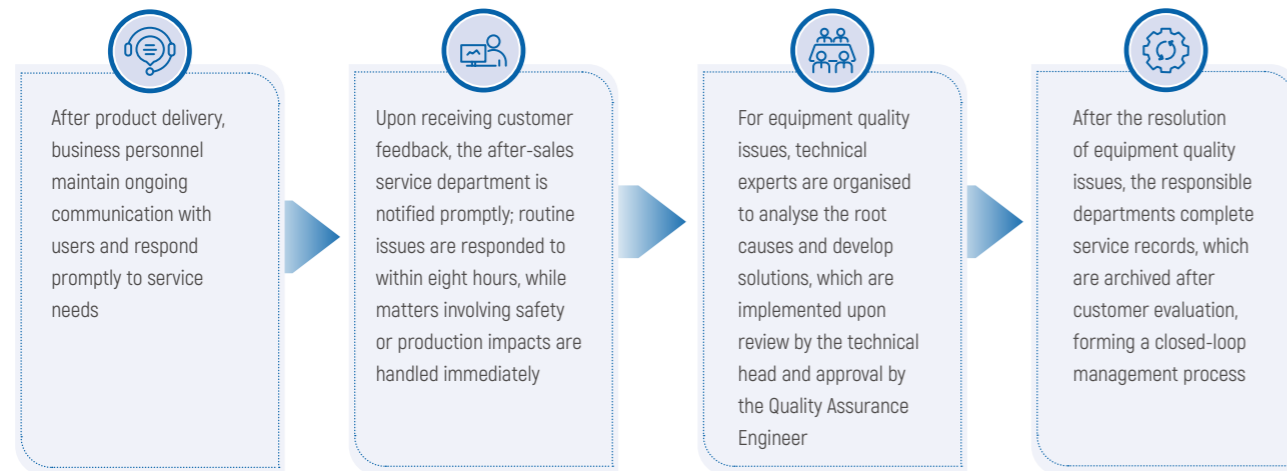 After product delivery,
business personnel
maintain ongoing
communication with
users and respond
promptly to service
needs
Upon receiving customer
feedback, the after-sales
service department is
notified promptly; routine
issues are responded to
within eight hours, while
matters involving safety
or production impacts are
handled immediately
For equipment quality
issues, technical
experts are organised
to analyse the root
causes and develop
solutions, which are
implemented upon
review by the technical
head and approval by
the Quality Assurance
Engineer
After the resolution
of equipment quality
issues, the responsible
departments complete
service records, which
are archived after
customer evaluation,
forming a closed-loop
management process